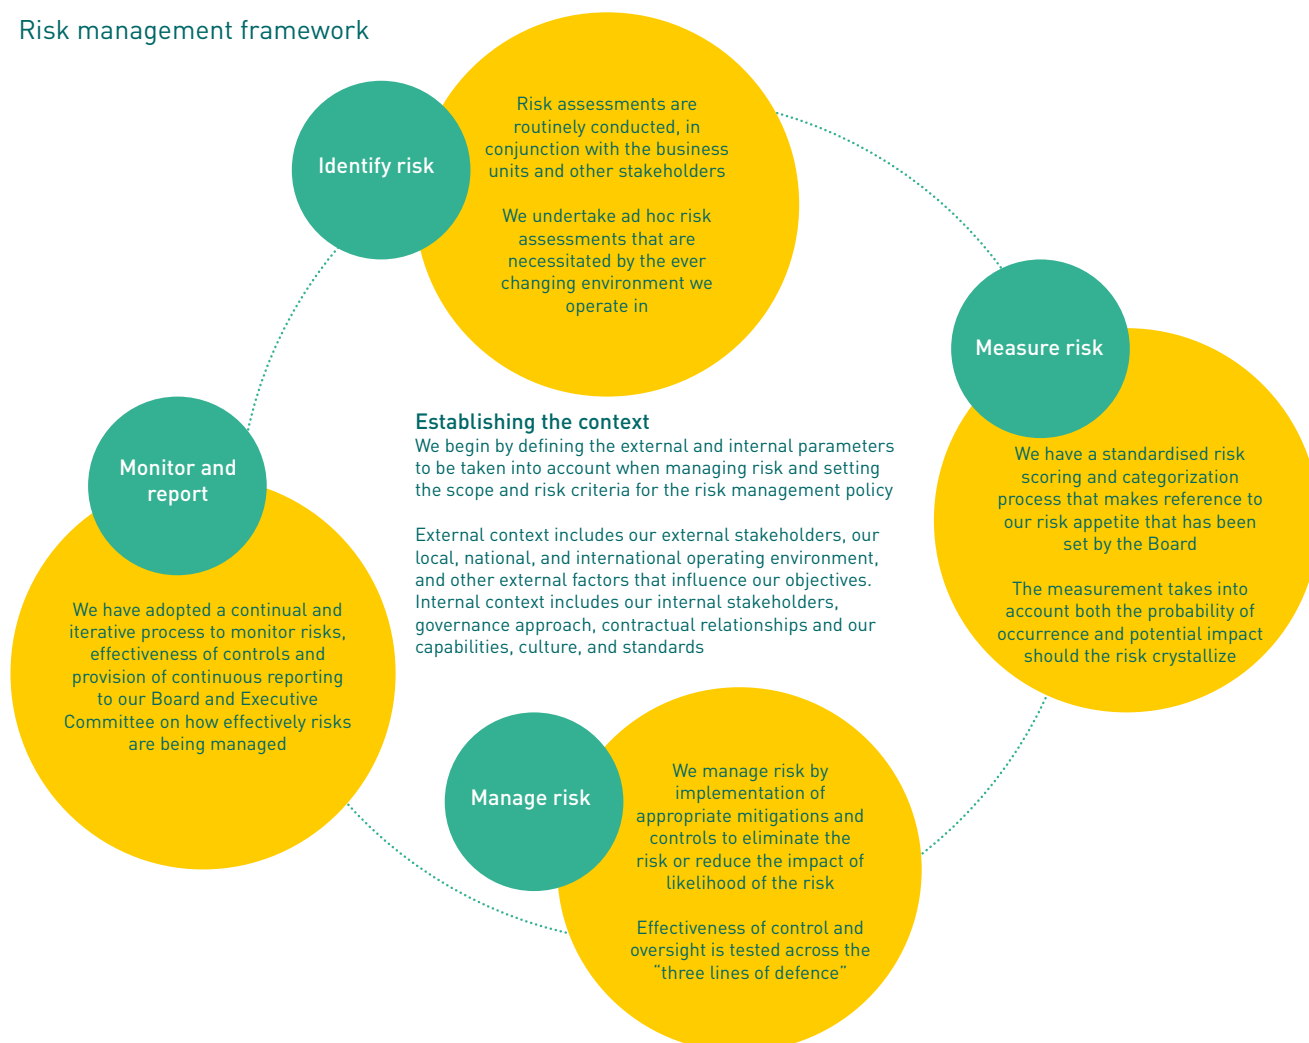 Risk management framework
Identify risk
Risk assessments are
routinely conducted, in
conjunction with the business
units and other stakeholders
We undertake ad hoc risk
assessments that are
necessitated by the ever
changing environment we
operate in
Measure risk
We have a standardised risk
scoring and categorization
process that makes reference to
our risk appetite that has been
set by the Board
The measurement takes into
account both the probability of
occurrence and potential impact
should the risk crystallize
Establishing the context
We begin by defining the external and internal parameters
to be taken into account when managing risk and setting
the scope and risk criteria for the risk management policy
External context includes our external stakeholders, our
local, national, and international operating environment,
and other external factors that influence our objectives.
Internal context includes our internal stakeholders,
governance approach, contractual relationships and our
capabilities, culture, and standards
Monitor and
report
We have adopted a continual and
iterative process to monitor risks,
effectiveness of controls and
provision of continuous reporting
to our Board and Executive
Committee on how effectively risks
are being managed
Manage risk
We manage risk by
implementation of
appropriate mitigations and
controls to eliminate the
risk or reduce the impact of
likelihood of the risk
Effectiveness of control and
oversight is tested across the
“three lines of defence”